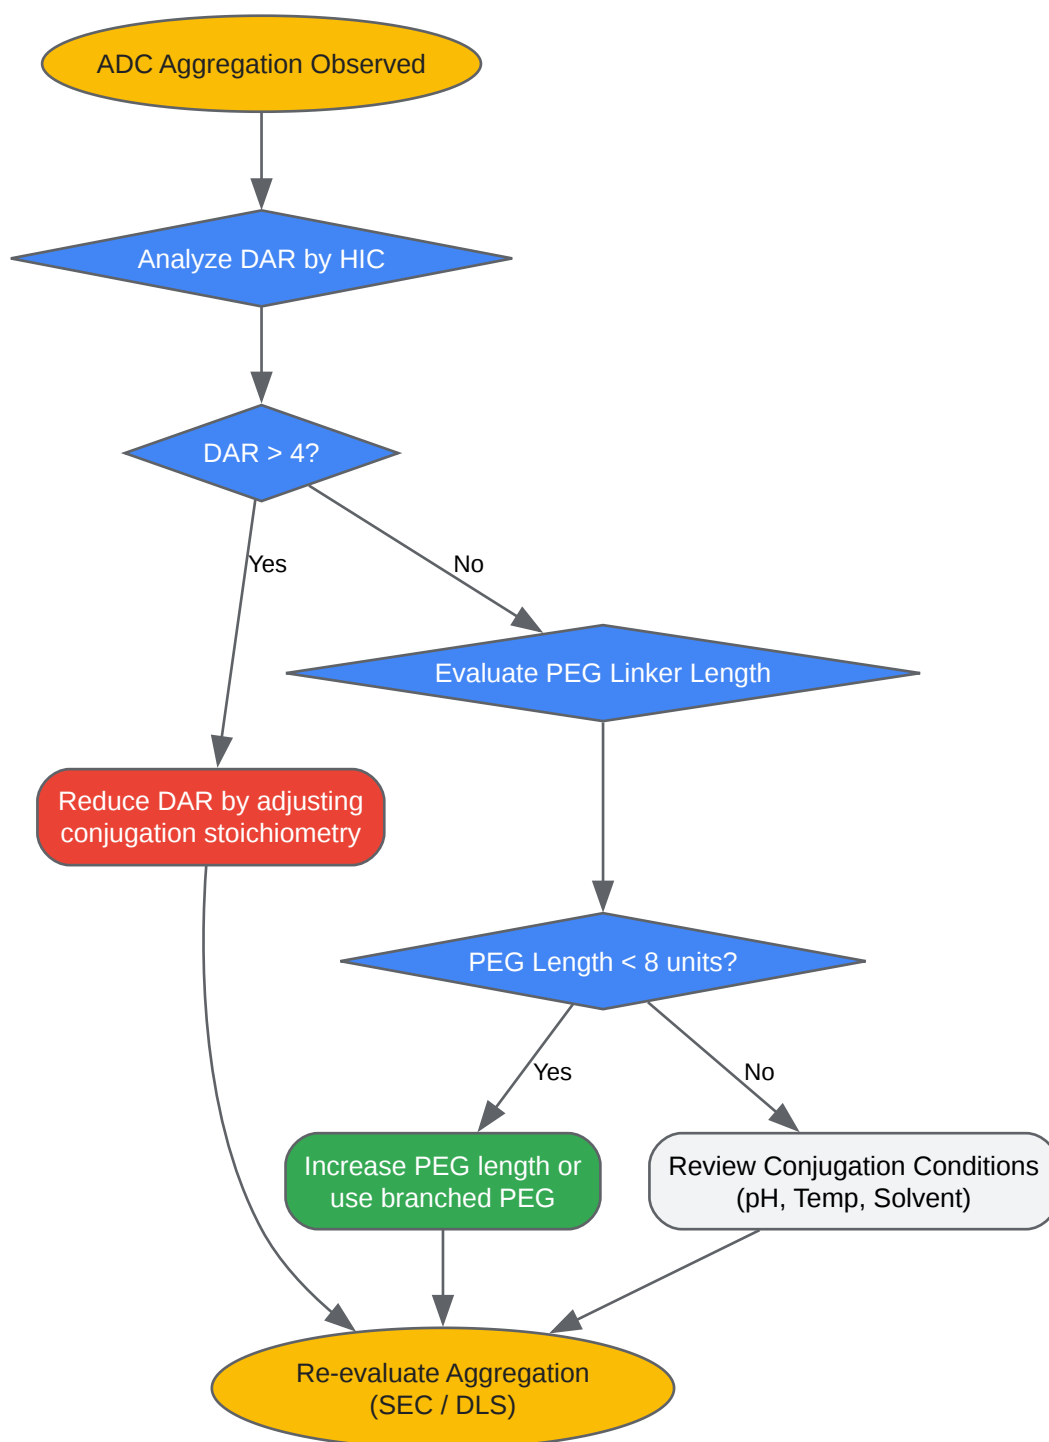 ADC Aggregation Observed
Analyze DAR by HIC
DAR > 4?
Yes
No
Evaluate PEG Linker Length
Reduce DAR by adjusting
conjugation stoichiometry
PEG Length < 8 units?
Yes
No
Increase PEG length or
use branched PEG
Review Conjugation Conditions
(pH, Temp, Solvent)
Re-evaluate Aggregation
(SEC / DLS)